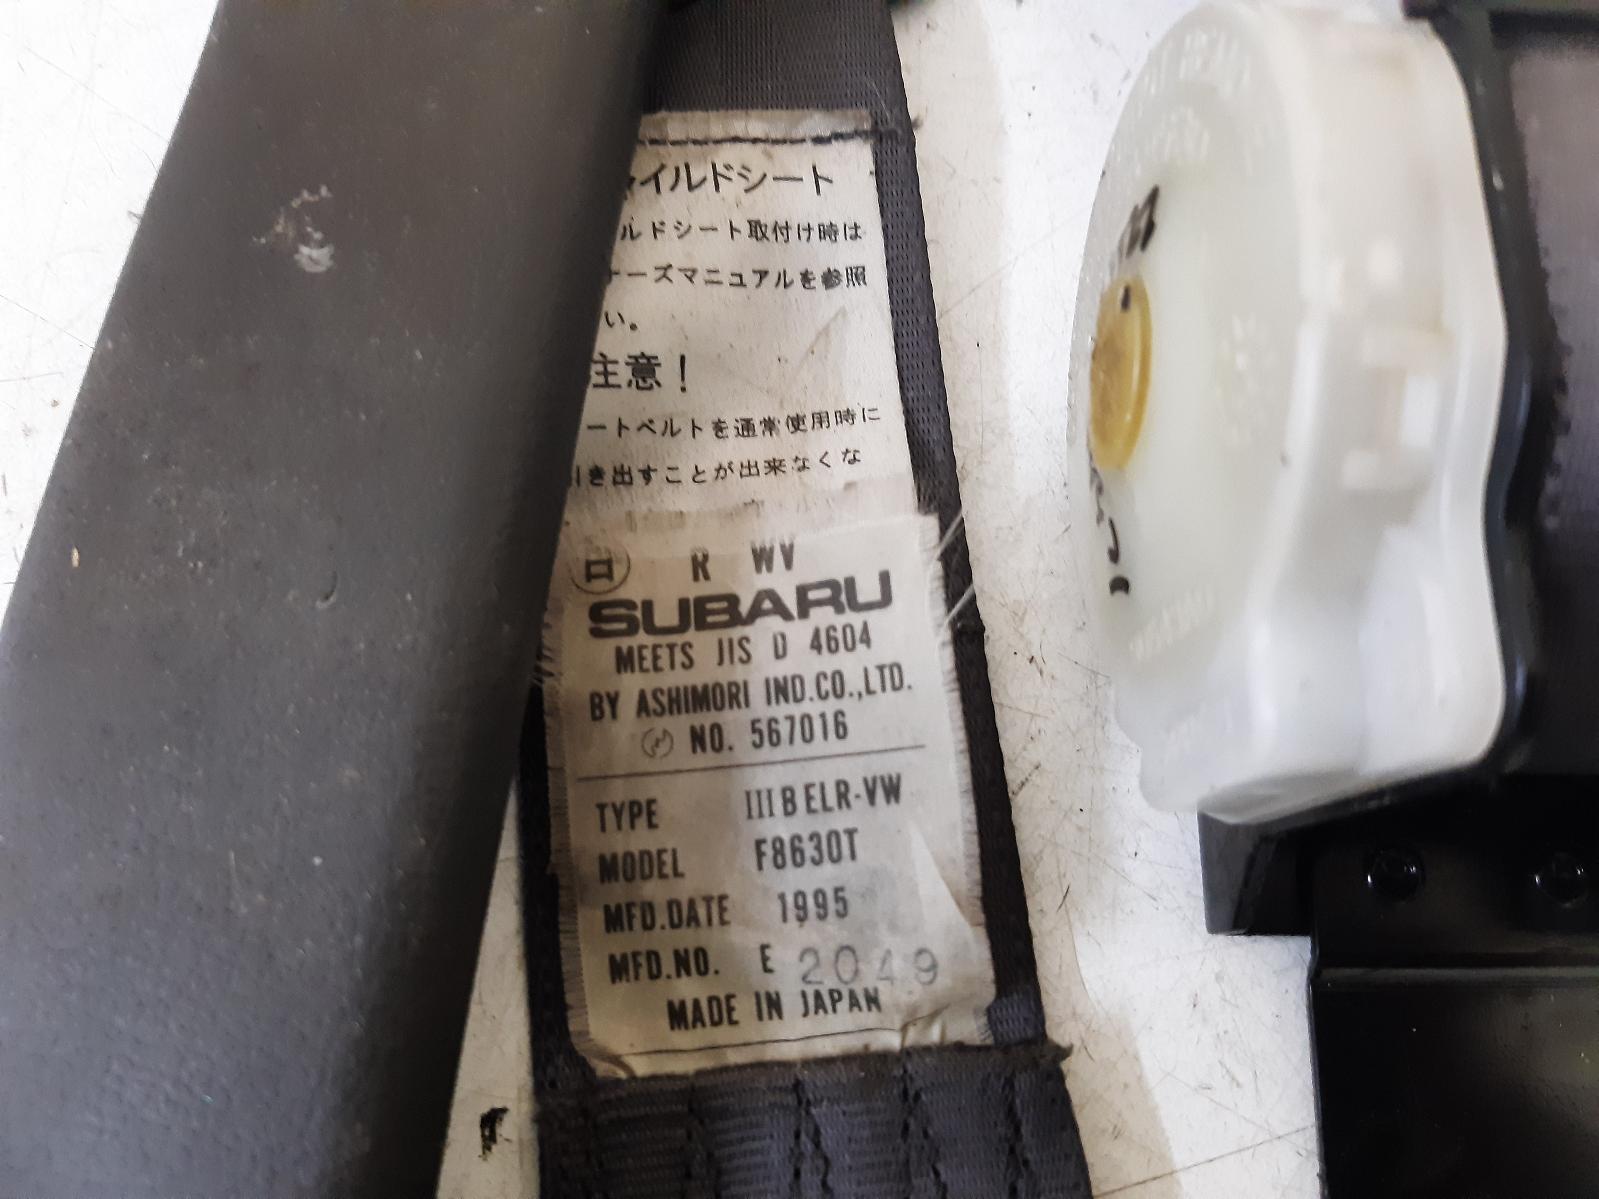 イルドシート
ルドシート取付け時は
ーズマニュアルを参照
い。
注意！
ートベルトを通常使用時に
引き出すことが出来なくな
R WV
SUBARU
MEETS JIS D 4604
BY ASHIMORI IND.CO.,LTD.
NO. 567016
TYPE III B ELR-VW
MODEL F8630T
MFD.DATE 1995
MFD.NO. E 2049
MADE IN JAPAN